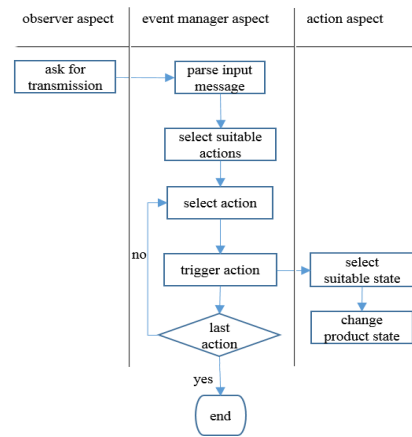 observer aspect
event manager aspect
action aspect
ask for
transmission
parse input
message
select suitable
actions
select action
no
trigger action
select
suitable state
change
product state
last
action
yes
end